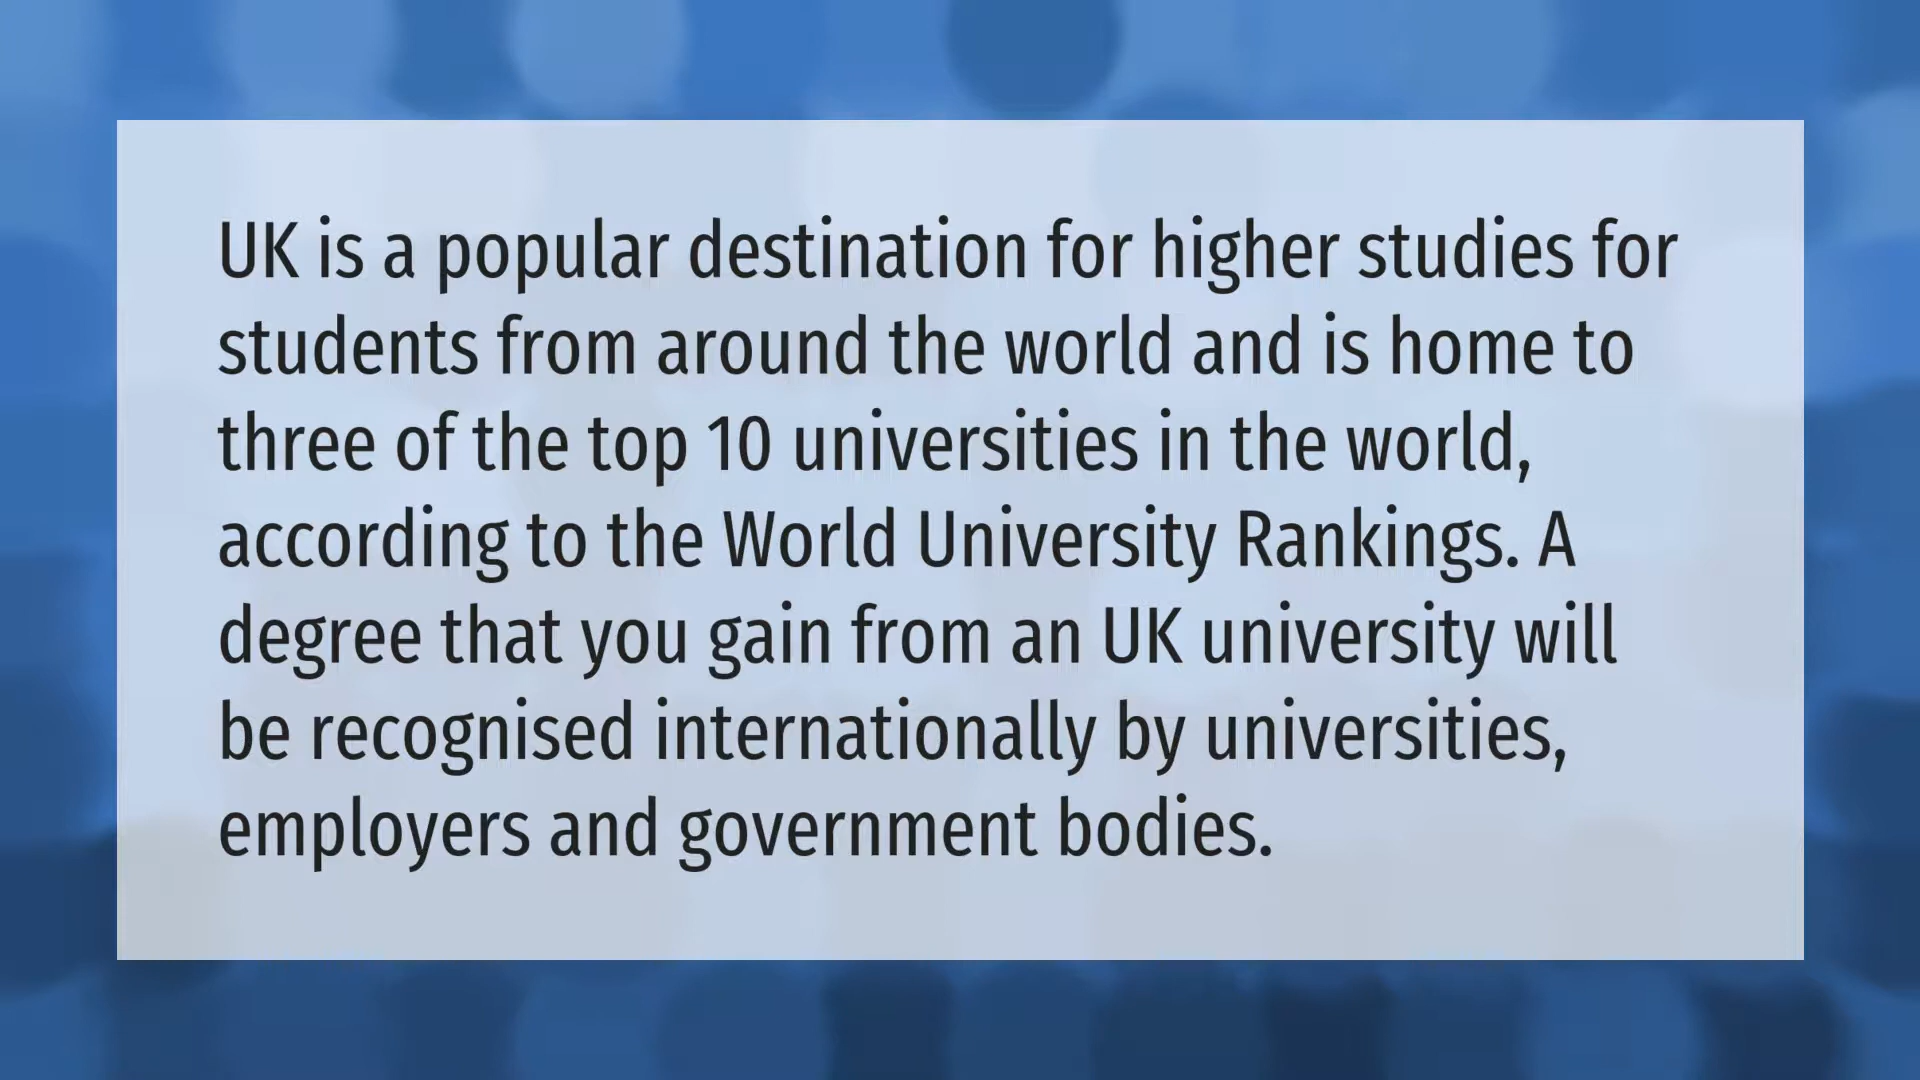 UK is a popular destination for higher studies for
students from around the world and is home to
three of the top 10 universities in the world,
according to the World University Rankings. A
degree that you gain from an UK university will
be recognised internationally by universities,
employers and government bodies.